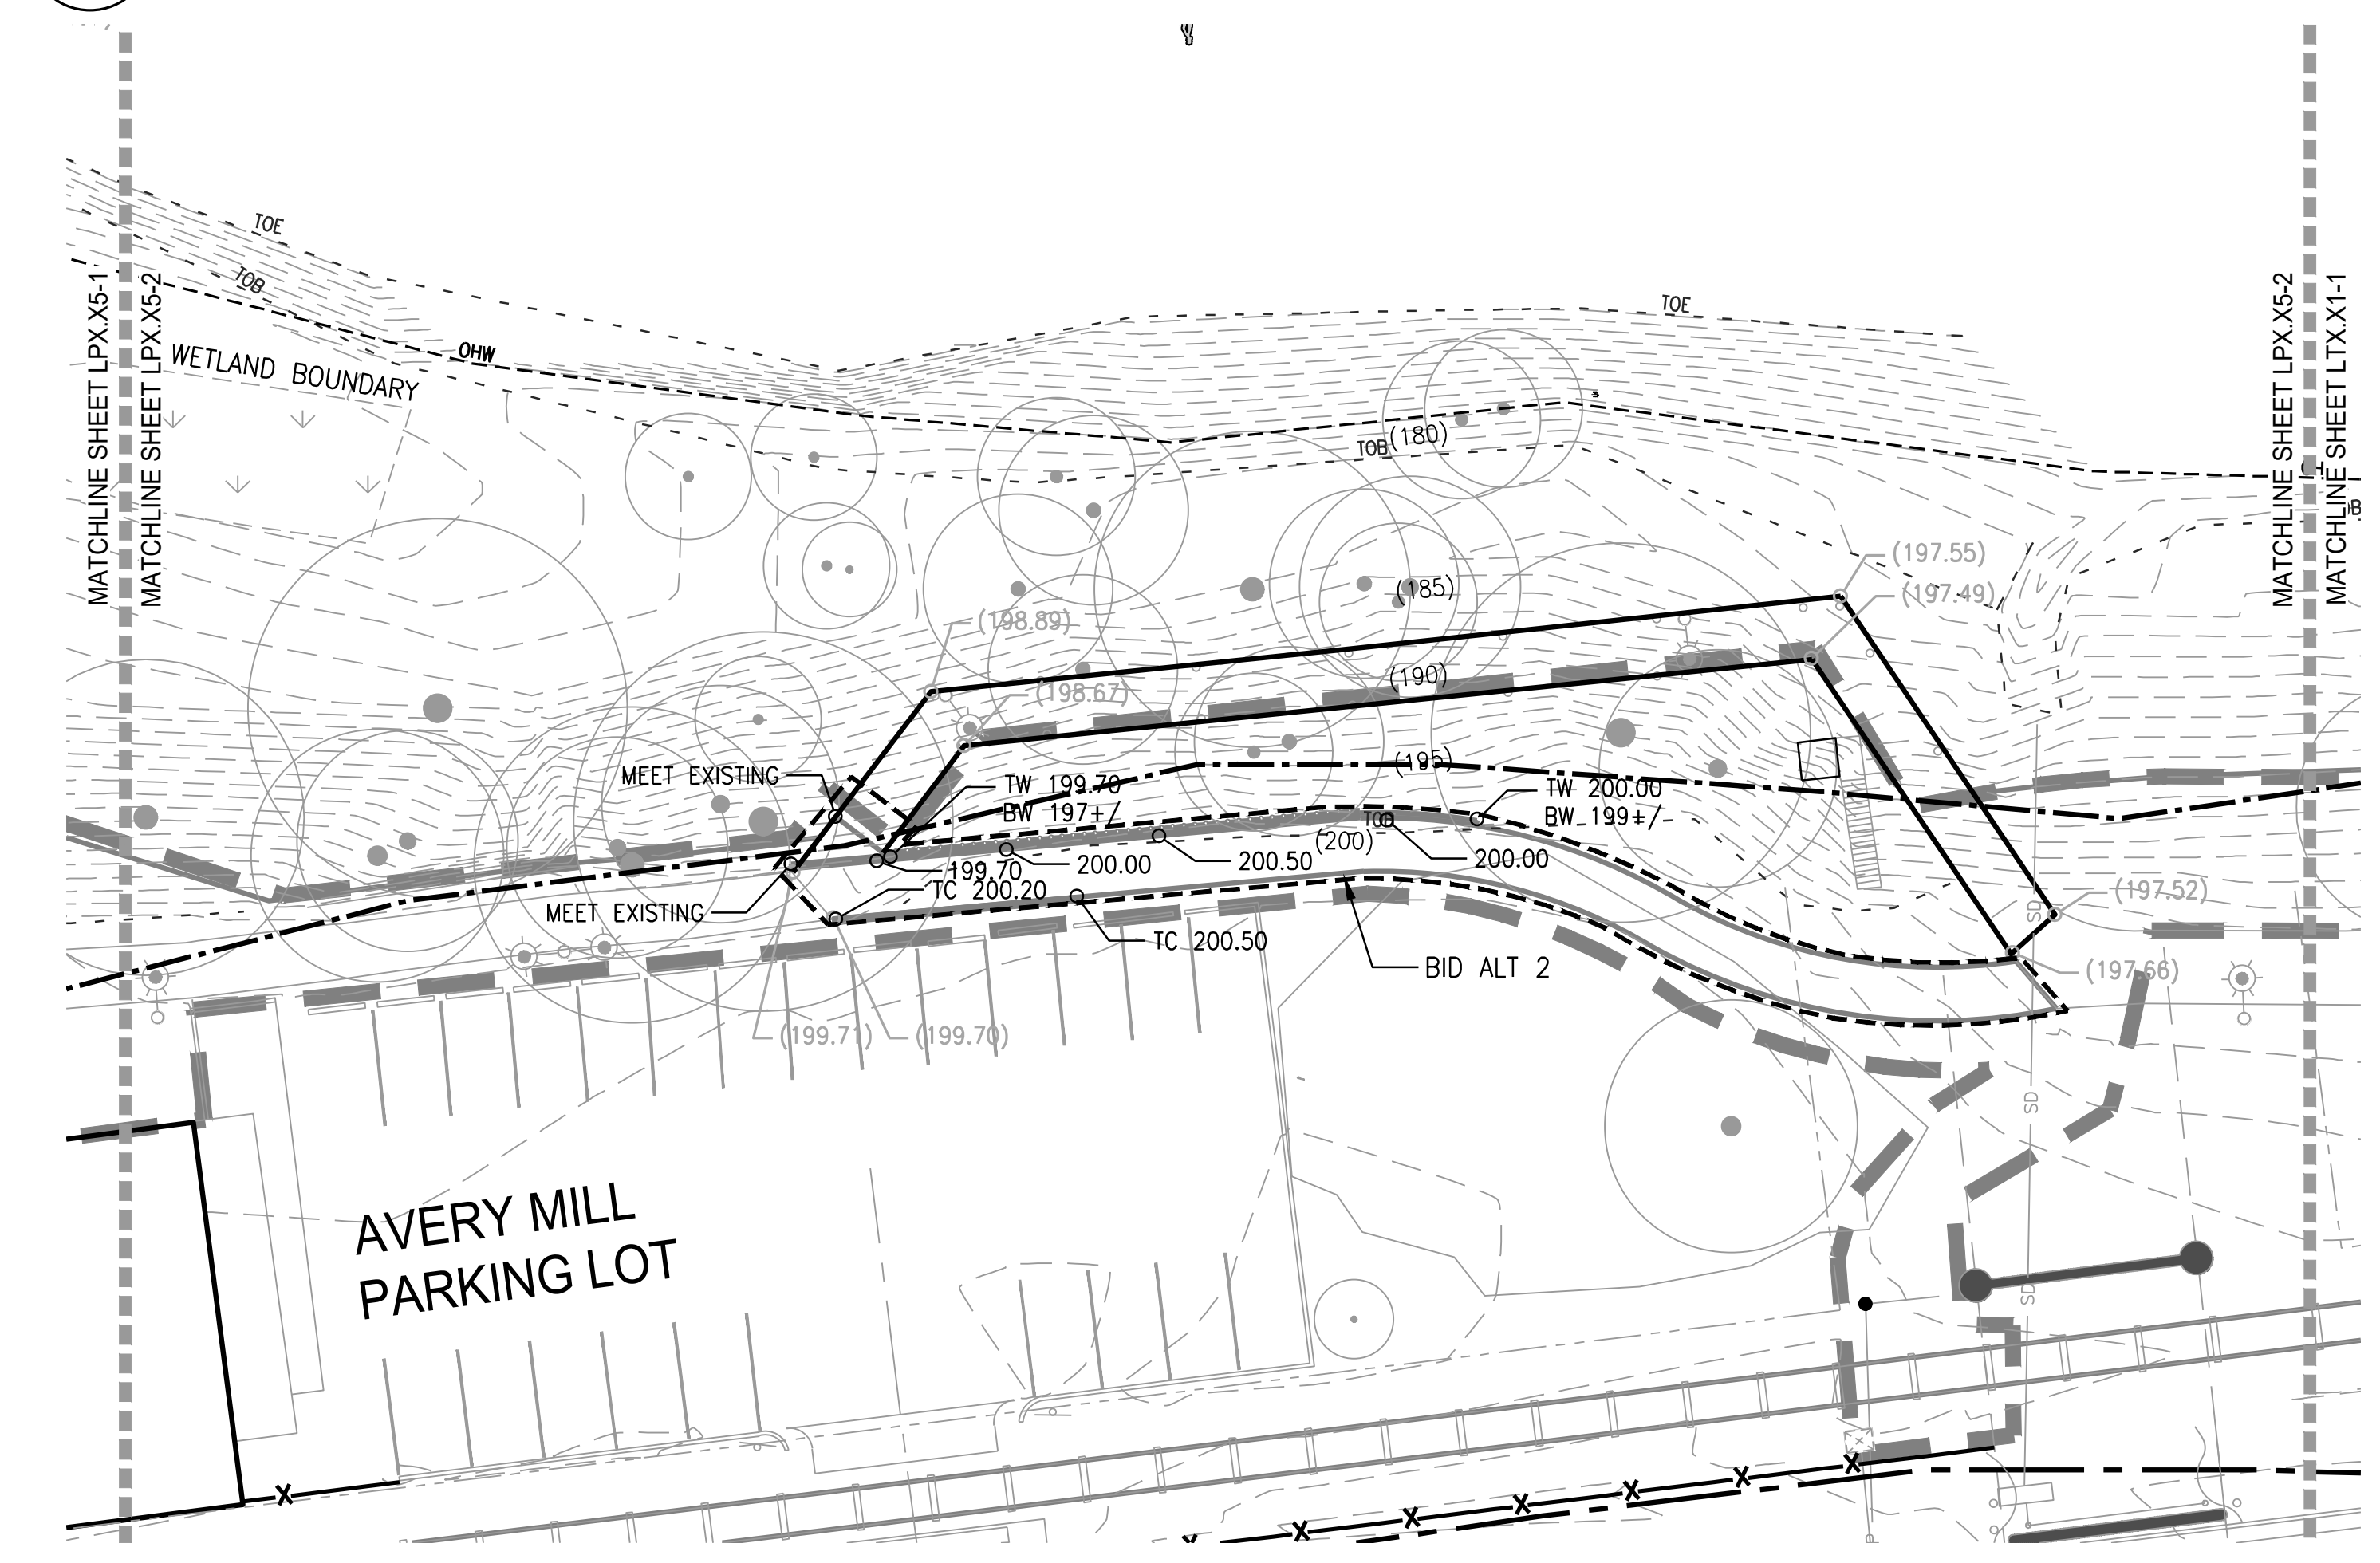 TOE
TOB
OHW
WETLAND BOUNDARY
MATCHLINE SHEET LPX.X5-1
MATCHLINE SHEET LPX.X5-2
TOE
TOB
(180)
MATCHLINE SHEET LPX.X5-2
MATCHLINE SHEET LTX.X1-1
(197.55)
(197.49)
(185)
(198.89)
(190)
(198.67)
(195)
MEET EXISTING
TW 199.70
BW 197+/
TW 200.00
BW 199+/-
TOB
(200)
200.00
200.50
200.00
199.70
TC 200.20
MEET EXISTING
(197.52)
SD
TC 200.50
BID ALT 2
(197.66)
(199.71)
(199.70)
SD
AVERY MILL
PARKING LOT
SD